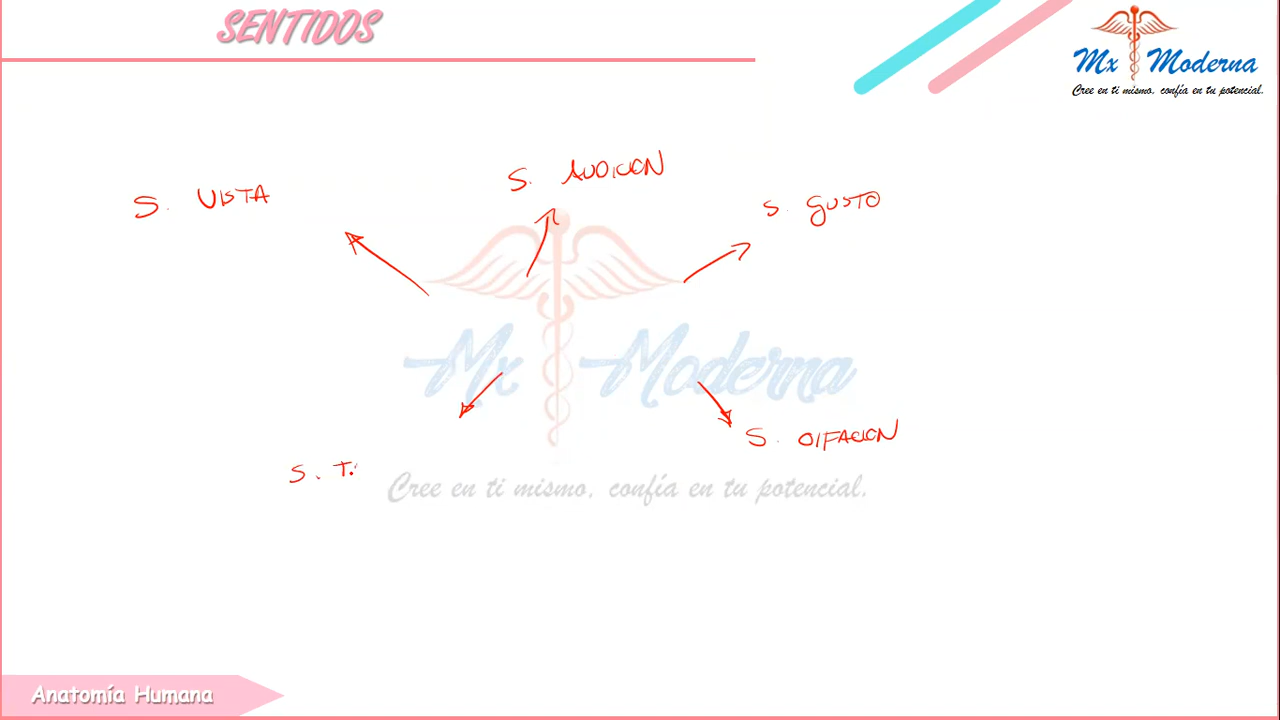 SENTIDOS
Mx Moderna
Cree en ti mismo, confía en tu potencial.
S. AUDICION
S. VISTA
S. GUSTO
Mx Moderna
S. OLFACION
S. T
Cree en ti mismo, confía en tu potencial.
Anatomía Humana